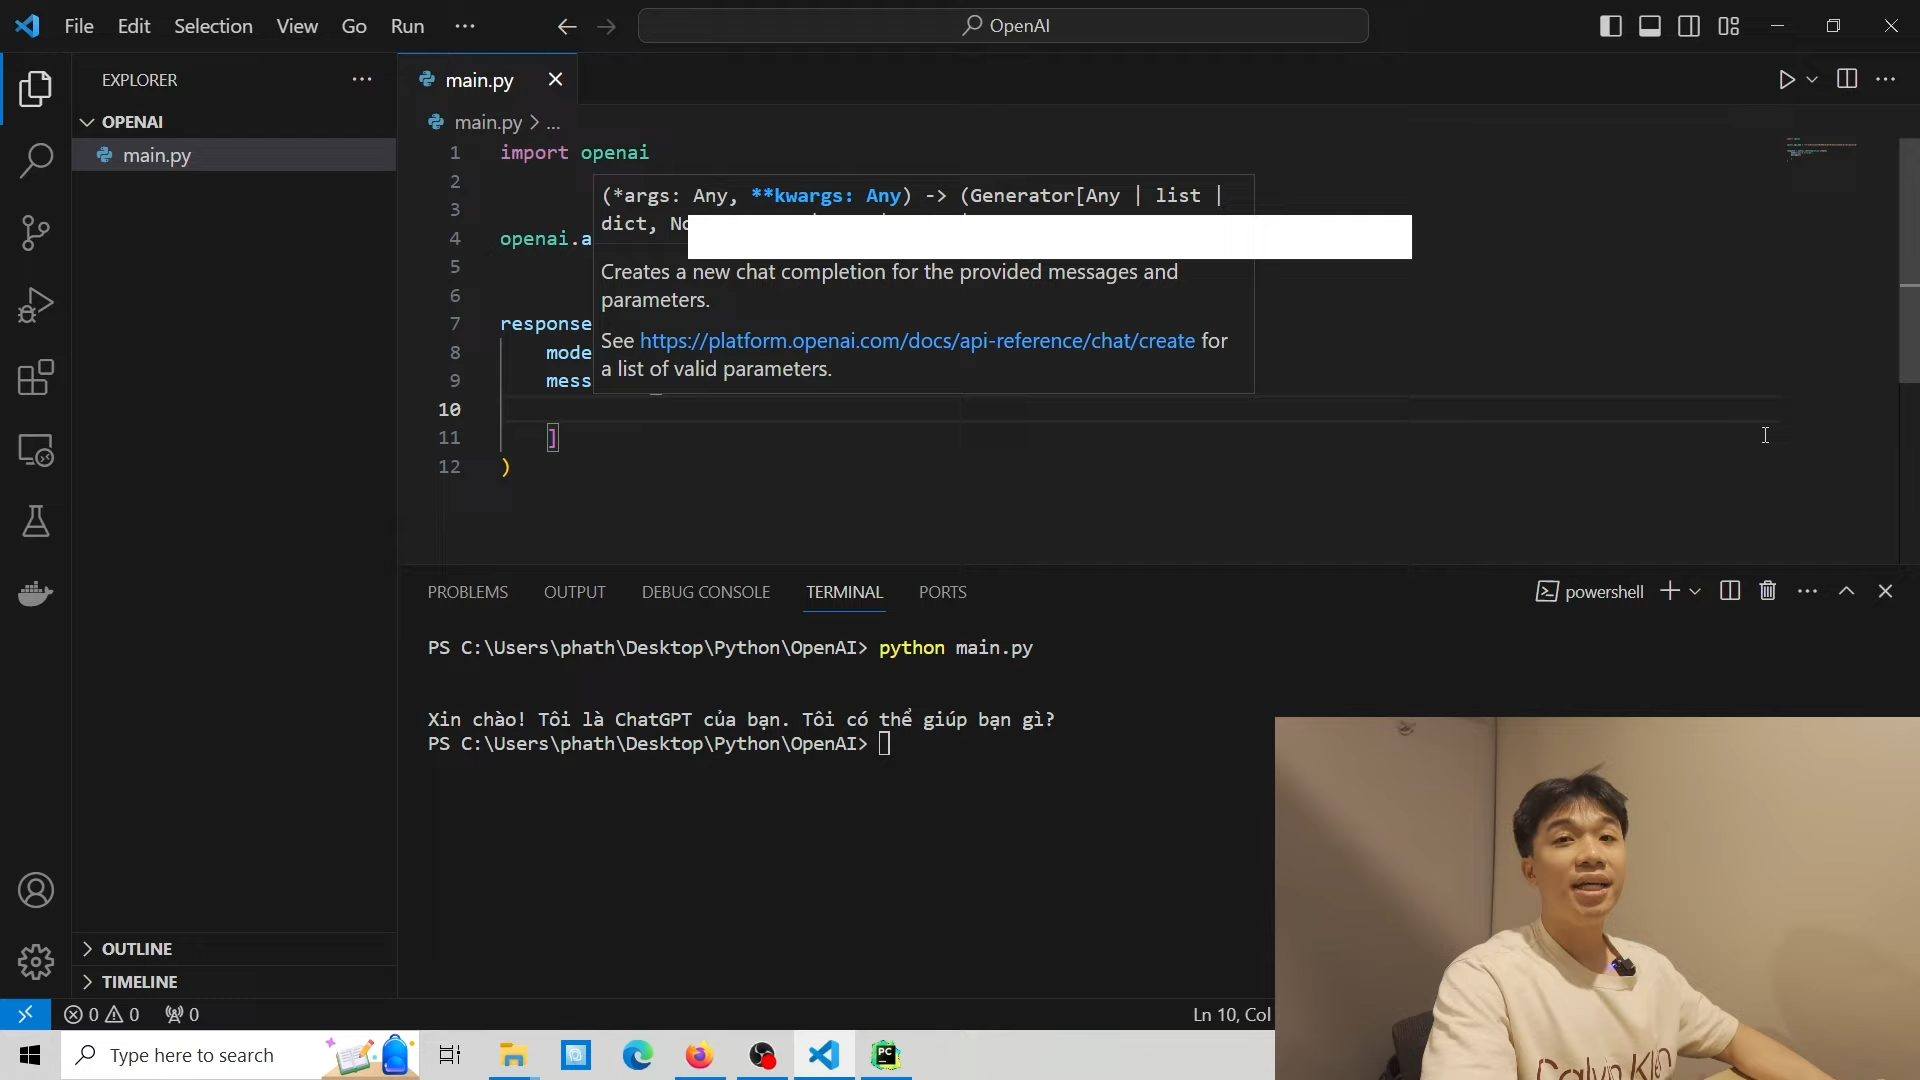 File Edit Selection View Go Run ···
OpenAI
EXPLORER
OPENAI
main.py
OUTLINE
TIMELINE
main.py
main.py > ...
1 import openai
2
3
4 openai.a
5
6
7 response
8 mode
9 mess
10
11 ]
12 )
(*args: Any, **kwargs: Any) -> (Generator[Any | list |
dict,
Creates a new chat completion for the provided messages and
parameters.
See https://platform.openai.com/docs/api-reference/chat/create for
a list of valid parameters.
PROBLEMS OUTPUT DEBUG CONSOLE TERMINAL PORTS
powershell
PS C:\Users\phath\Desktop\Python\OpenAI> python main.py
Xin chào! Tôi là ChatGPT của bạn. Tôi có thể giúp bạn gì?
PS C:\Users\phath\Desktop\Python\OpenAI>
Calvin Klein
0 0 0
Ln 10, Col
Type here to search
PC